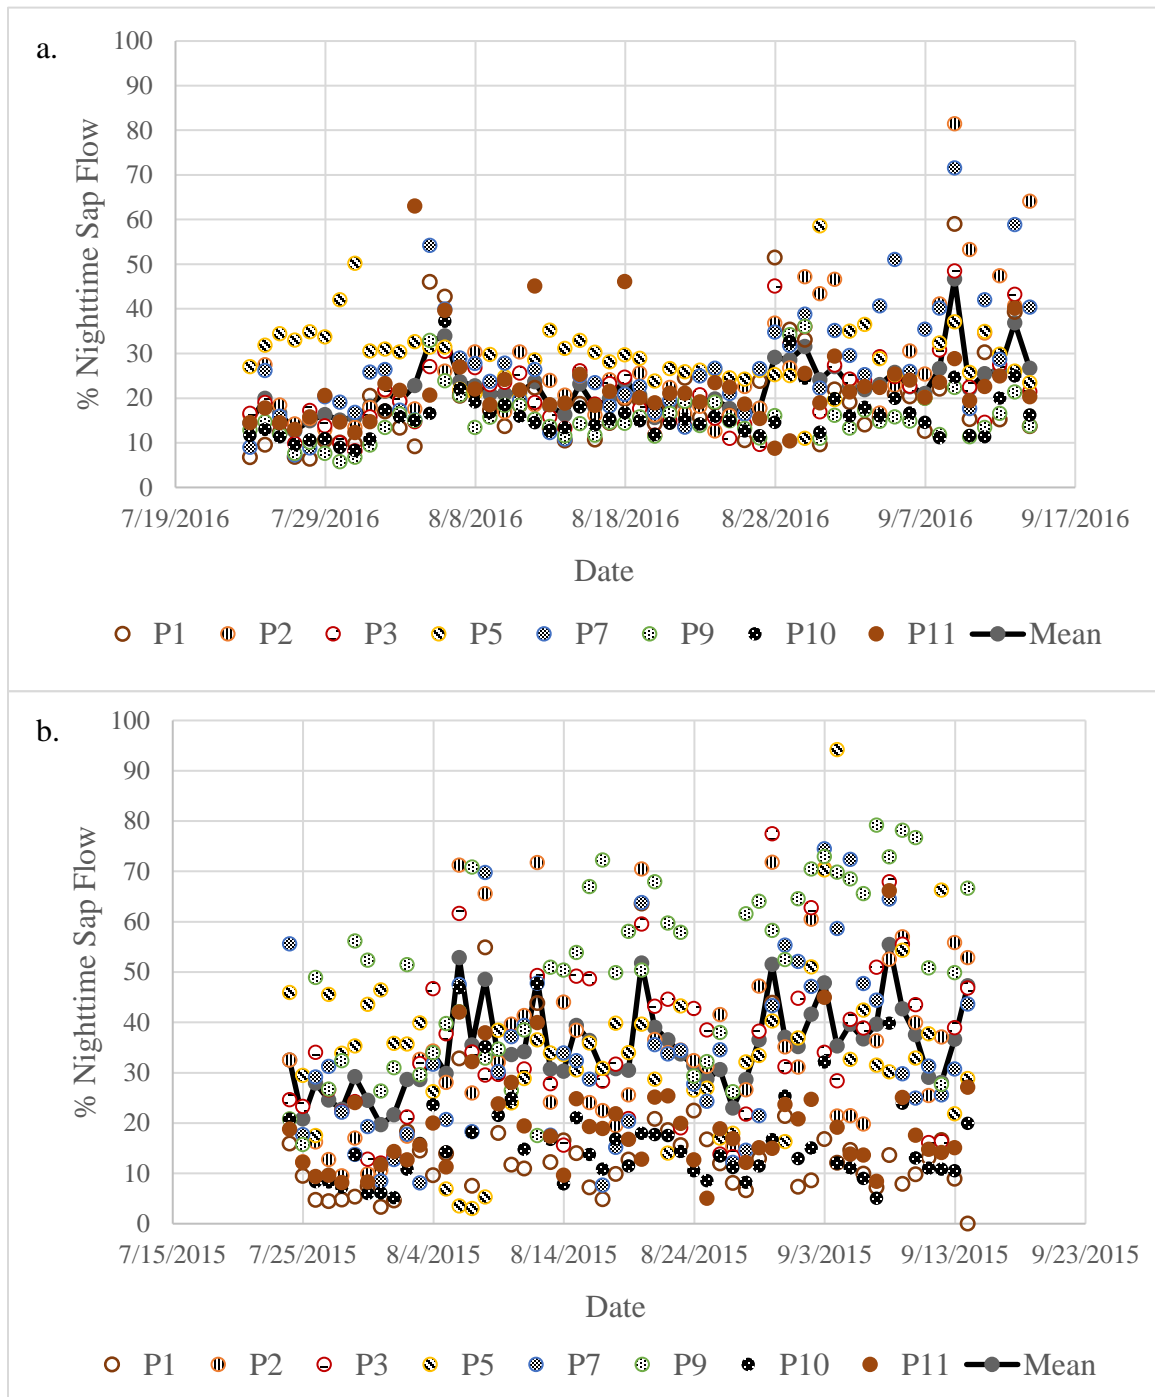 a.
100
90
80
70
60
50
40
30
20
10
0
% Nighttime Sap Flow
7/19/2016 7/29/2016 8/8/2016 8/18/2016 8/28/2016 9/7/2016 9/17/2016
Date
P1 P2 P3 P5 P7 P9 P10 P11 Mean
b.
100
90
80
70
60
50
40
30
20
10
0
% Nighttime Sap Flow
7/15/2015 7/25/2015 8/4/2015 8/14/2015 8/24/2015 9/3/2015 9/13/2015 9/23/2015
Date
P1 P2 P3 P5 P7 P9 P10 P11 Mean